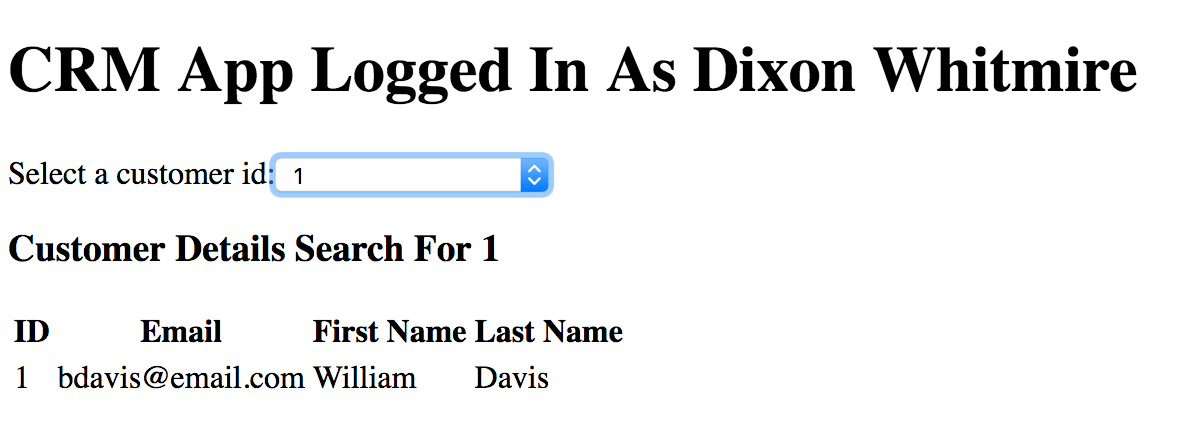 CRM App Logged In As Dixon Whitmire
Select a customer id: 1
Customer Details Search For 1
ID Email First Name Last Name
1 bdavis@email.com William Davis